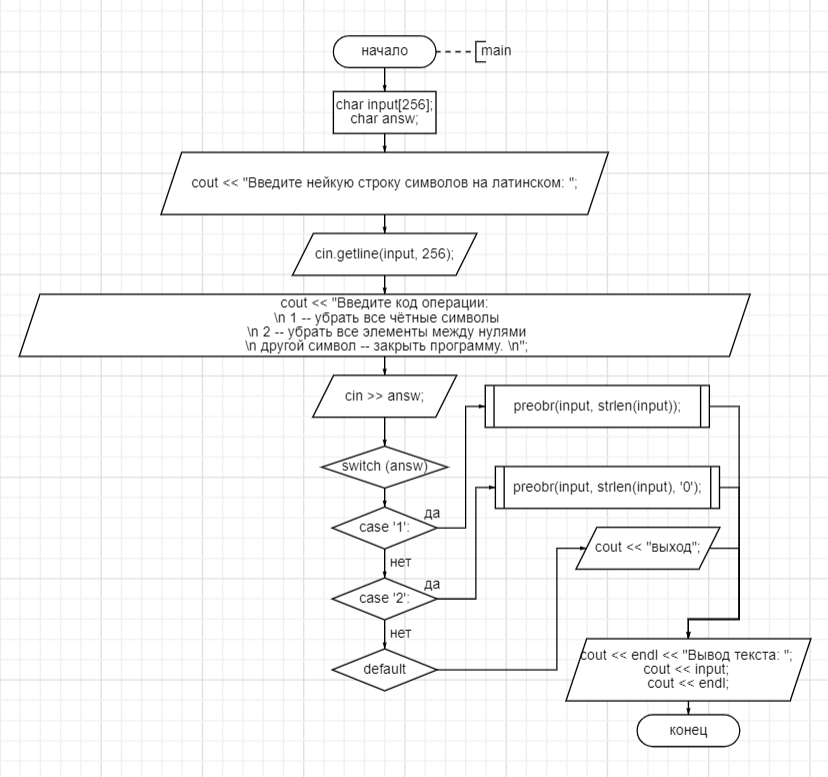 начало
main
char input[256];
char answ;
cout << "Введите нейкую строку символов на латинском: ";
cin.getline(input, 256);
cout << "Введите код операции:
\n 1 -- убрать все чётные символы
\n 2 -- убрать все элементы между нулями
\n другой символ -- закрыть программу. \n";
cin >> answ;
preobr(input, strlen(input));
switch (answ)
preobr(input, strlen(input), '0');
да
case '1':
cout << "выход";
нет
да
case '2':
нет
default
cout << endl << "Вывод текста: ";
cout << input;
cout << endl;
конец